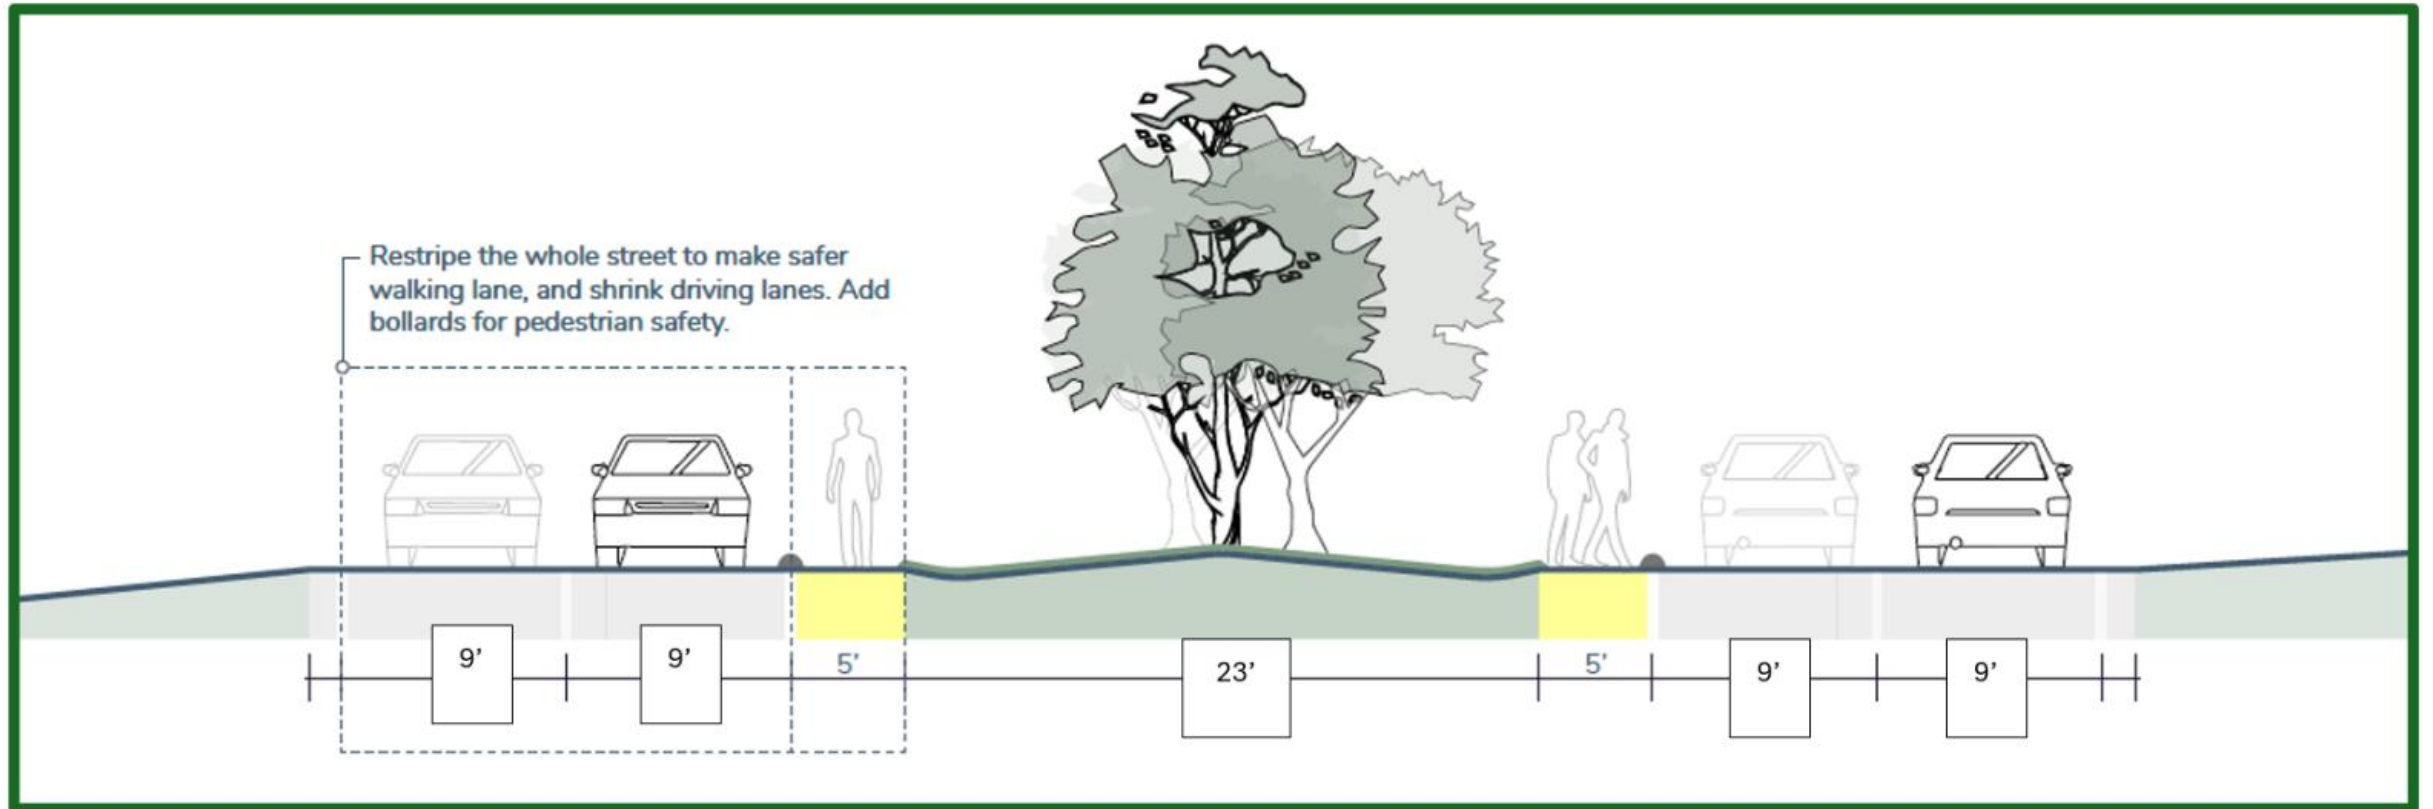 Restripe the whole street to make safer
walking lane, and shrink driving lanes. Add
bollards for pedestrian safety.
9’
9’
5’
23’
5’
9’
9’